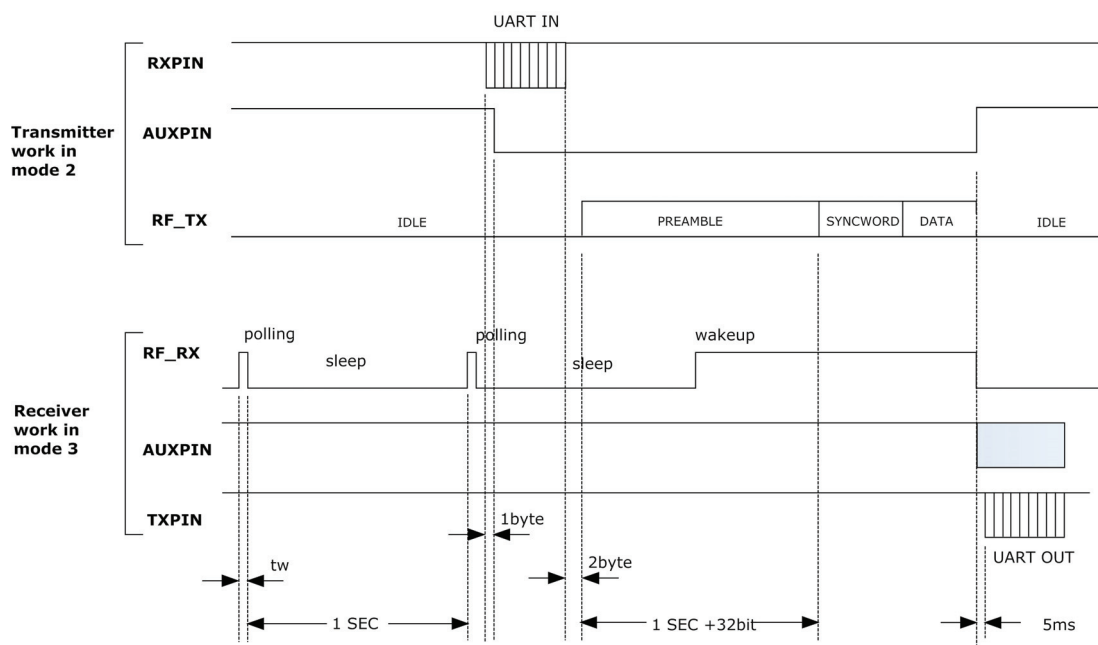 UART IN
RXPIN
Transmitter
work in
mode 2
AUXPIN
RF_TX
IDLE
PREAMBLE
SYNCWORD
DATA
IDLE
polling
polling
wakeup
RF_RX
sleep
sleep
Receiver
work in
mode 3
AUXPIN
TXPIN
1byte
UART OUT
tw
2byte
1 SEC
1 SEC +32bit
5ms